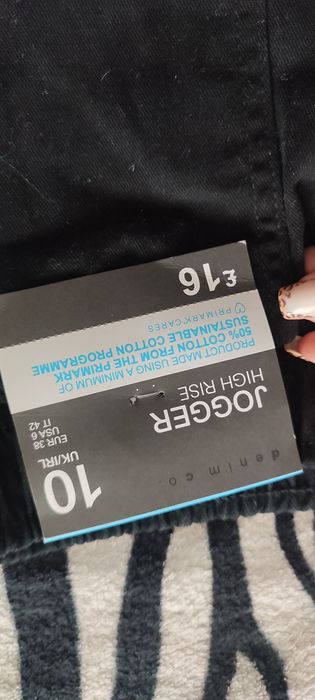 denim co.
10
UK/IRL
EUR 38
USA 6
IT 42
JOGGER
HIGH RISE
PRODUCT MADE USING MINIMUM OF
50% COTTON FROM THE PRIMARK
SUSTAINABLE COTTON PROGRAMME
PRIMARK CARES
£16